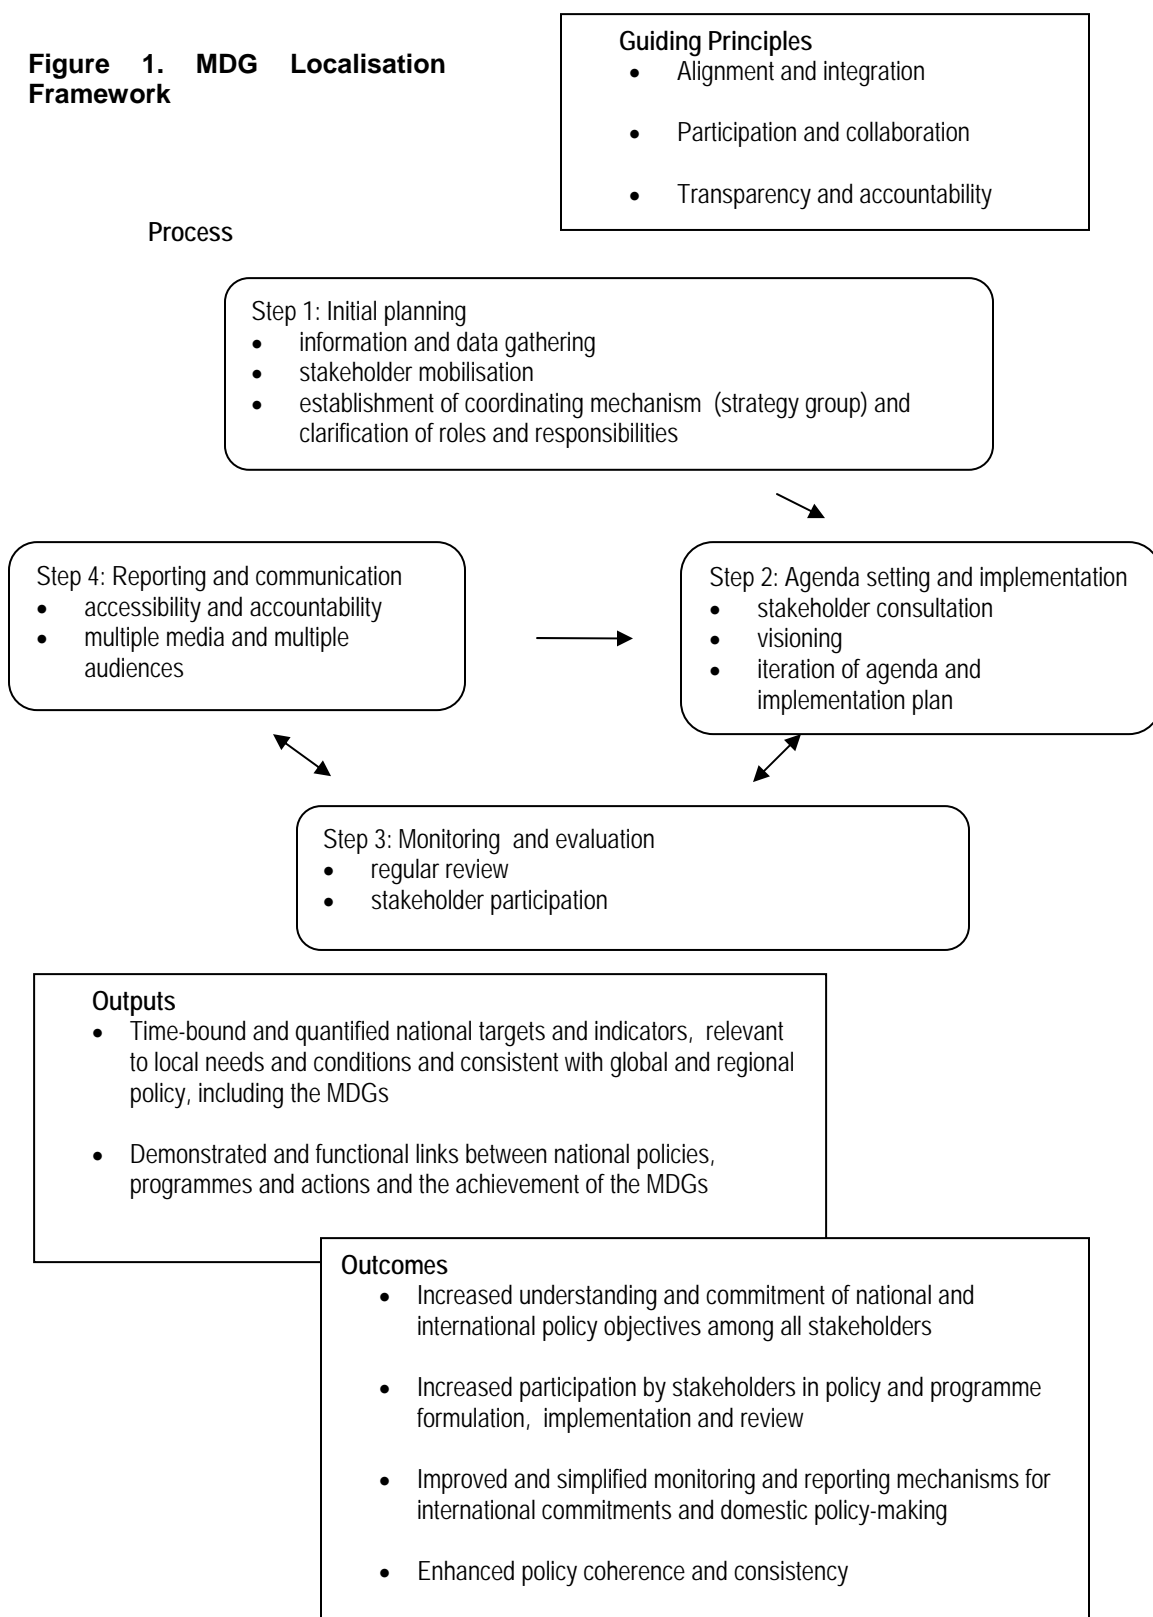 Figure 1. MDG Localisation
Framework
Guiding Principles
• Alignment and integration
• Participation and collaboration
• Transparency and accountability
Process
Step 1: Initial planning
• information and data gathering
• stakeholder mobilisation
• establishment of coordinating mechanism (strategy group) and
clarification of roles and responsibilities
Step 4: Reporting and communication
• accessibility and accountability
• multiple media and multiple
audiences
Step 2: Agenda setting and implementation
• stakeholder consultation
• visioning
• iteration of agenda and
implementation plan
Step 3: Monitoring and evaluation
• regular review
• stakeholder participation
Outputs
• Time-bound and quantified national targets and indicators, relevant
to local needs and conditions and consistent with global and regional
policy, including the MDGs
• Demonstrated and functional links between national policies,
programmes and actions and the achievement of the MDGs
Outcomes
• Increased understanding and commitment of national and
international policy objectives among all stakeholders
• Increased participation by stakeholders in policy and programme
formulation, implementation and review
• Improved and simplified monitoring and reporting mechanisms for
international commitments and domestic policy-making
• Enhanced policy coherence and consistency